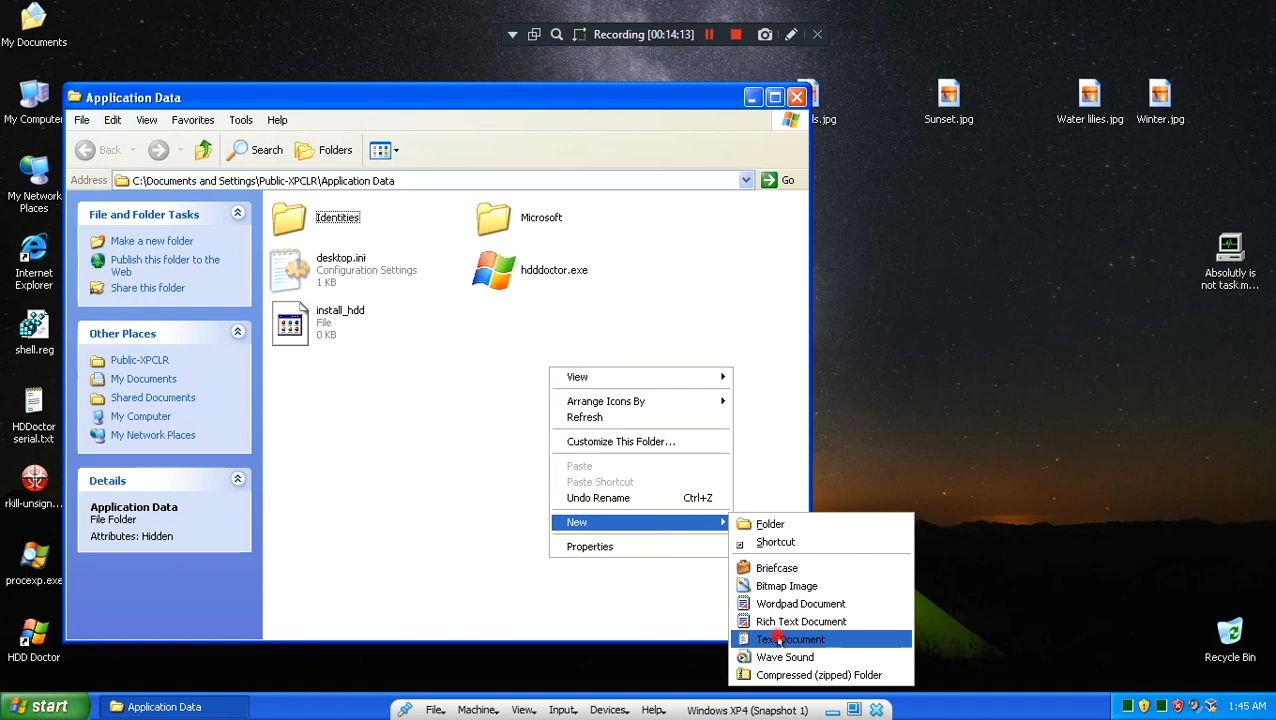 My Documents
Recording [00:14:13]
Application Data
File Edit View Favorites Tools Help
Back Search Folders
Address C:\Documents and Settings\Public-XPCLR\Application Data Go
File and Folder Tasks
Make a new folder
Publish this folder to the
Web
Share this folder
Other Places
Public-XPCLR
My Documents
Shared Documents
My Computer
My Network Places
Details
Application Data
File Folder
Attributes: Hidden
Identities
Microsoft
desktop.ini
Configuration Settings
1 KB
hdddoctor.exe
install_hdd
File
0 KB
View
Arrange Icons By
Refresh
Customize This Folder...
Paste
Paste Shortcut
Undo Rename Ctrl+Z
New
Properties
Folder
Shortcut
Briefcase
Bitmap Image
Wordpad Document
Rich Text Document
Text Document
Wave Sound
Compressed (zipped) Folder
My Computer
My Network
Places
Internet
Explorer
shell.reg
HDDoctor
serial.txt
rkill-unsign...
procexp.exe
HDD Doctor
Sunset.jpg
Water lilies.jpg
Winter.jpg
Absolutly is
not task.m...
Recycle Bin
start
Application Data
File Machine View Input Devices Help Windows XP4 (Snapshot 1)
1:45 AM